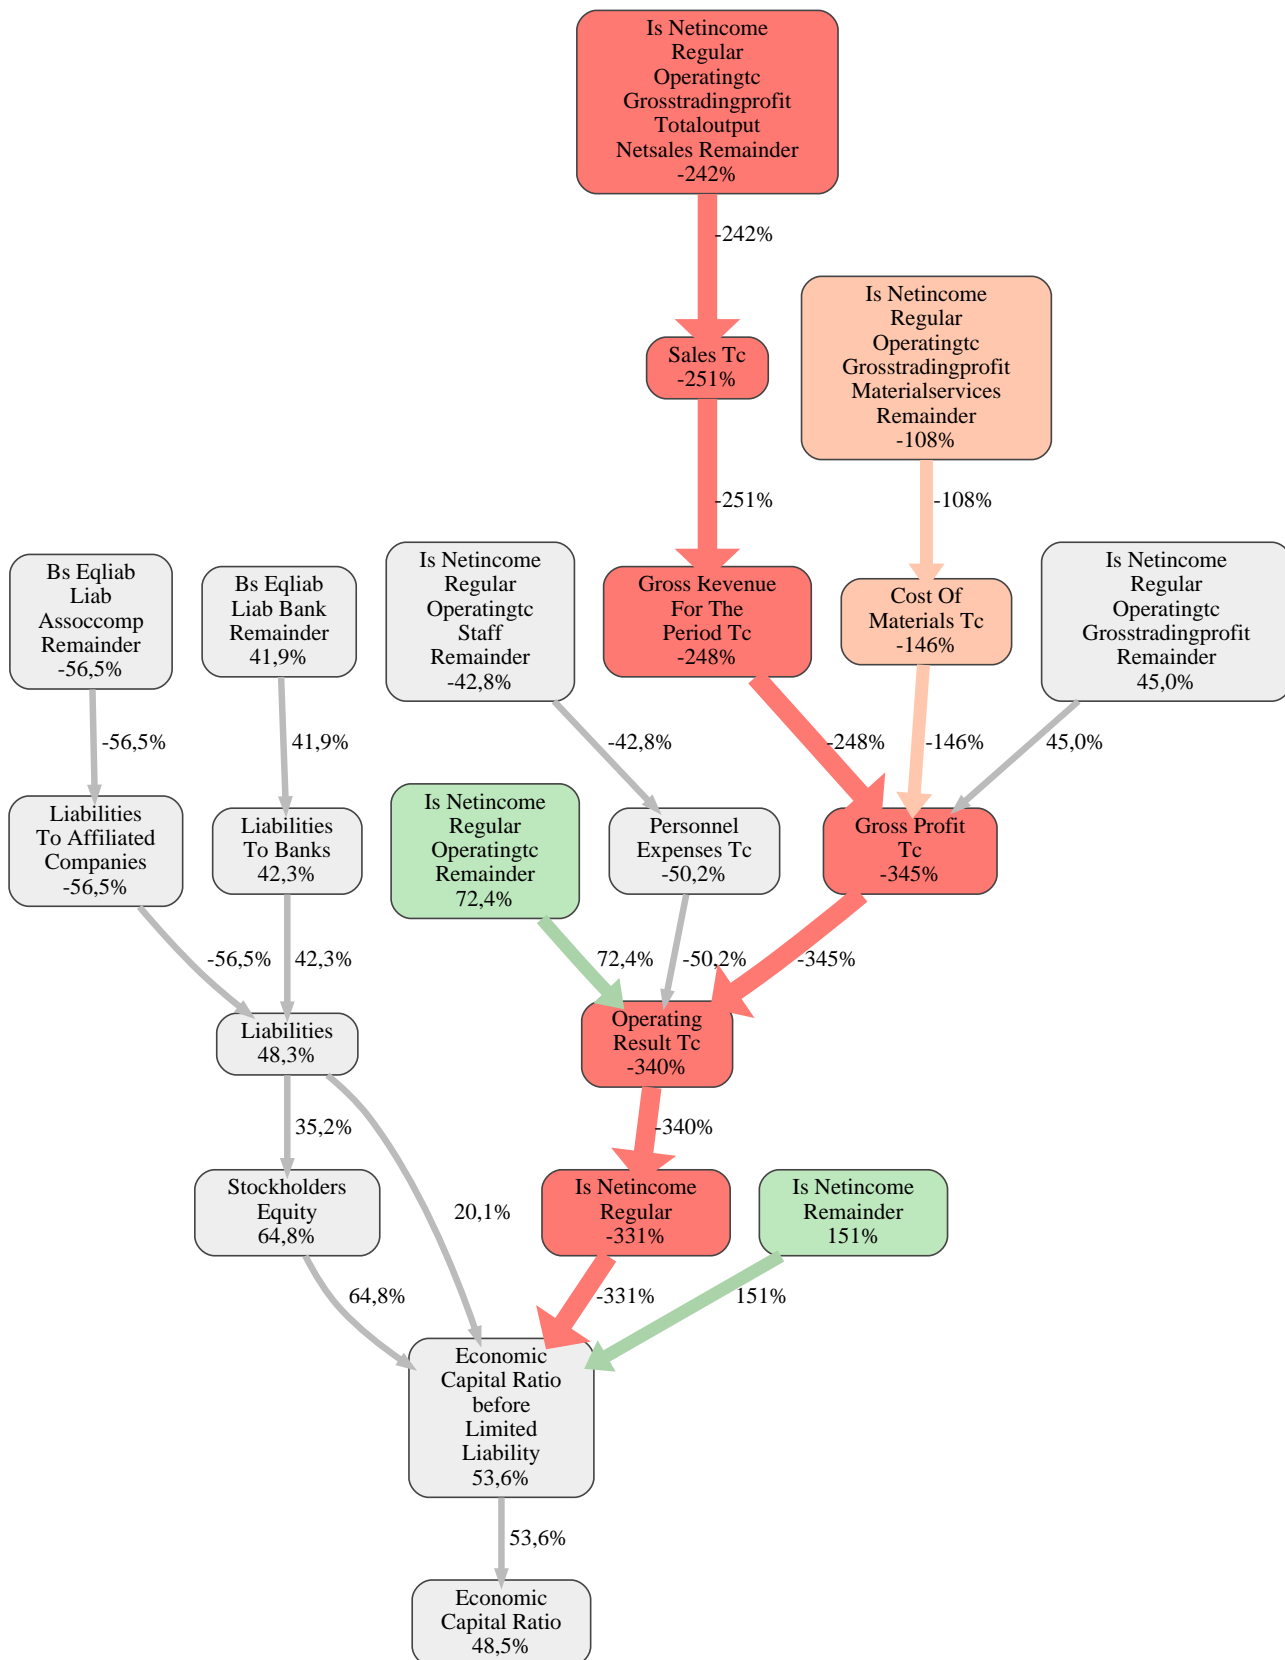 Is Netincome
Regular
Operatingtc
Grosstradingprofit
Totaloutput
Netsales Remainder
-242%
-242%
Sales Tc
-251%
Is Netincome
Regular
Operatingtc
Grosstradingprofit
Materialservices
Remainder
-108%
-251%
-108%
Bs Eqliab
Liab
Assoccomp
Remainder
-56,5%
Bs Eqliab
Liab Bank
Remainder
41,9%
Is Netincome
Regular
Operatingtc
Staff
Remainder
-42,8%
Gross Revenue
For The
Period Tc
-248%
Cost Of
Materials Tc
-146%
Is Netincome
Regular
Operatingtc
Grosstradingprofit
Remainder
45,0%
-56,5%
41,9%
-42,8%
-248%
-146%
45,0%
Liabilities
To Affiliated
Companies
-56,5%
Liabilities
To Banks
42,3%
Is Netincome
Regular
Operatingtc
Remainder
72,4%
Personnel
Expenses Tc
-50,2%
Gross Profit
Tc
-345%
-56,5%
42,3%
72,4%
-50,2%
-345%
Liabilities
48,3%
Operating
Result Tc
-340%
35,2%
20,1%
-340%
Stockholders
Equity
64,8%
Is Netincome
Regular
-331%
Is Netincome
Remainder
151%
64,8%
-331%
151%
Economic
Capital Ratio
before
Limited
Liability
53,6%
53,6%
Economic
Capital Ratio
48,5%